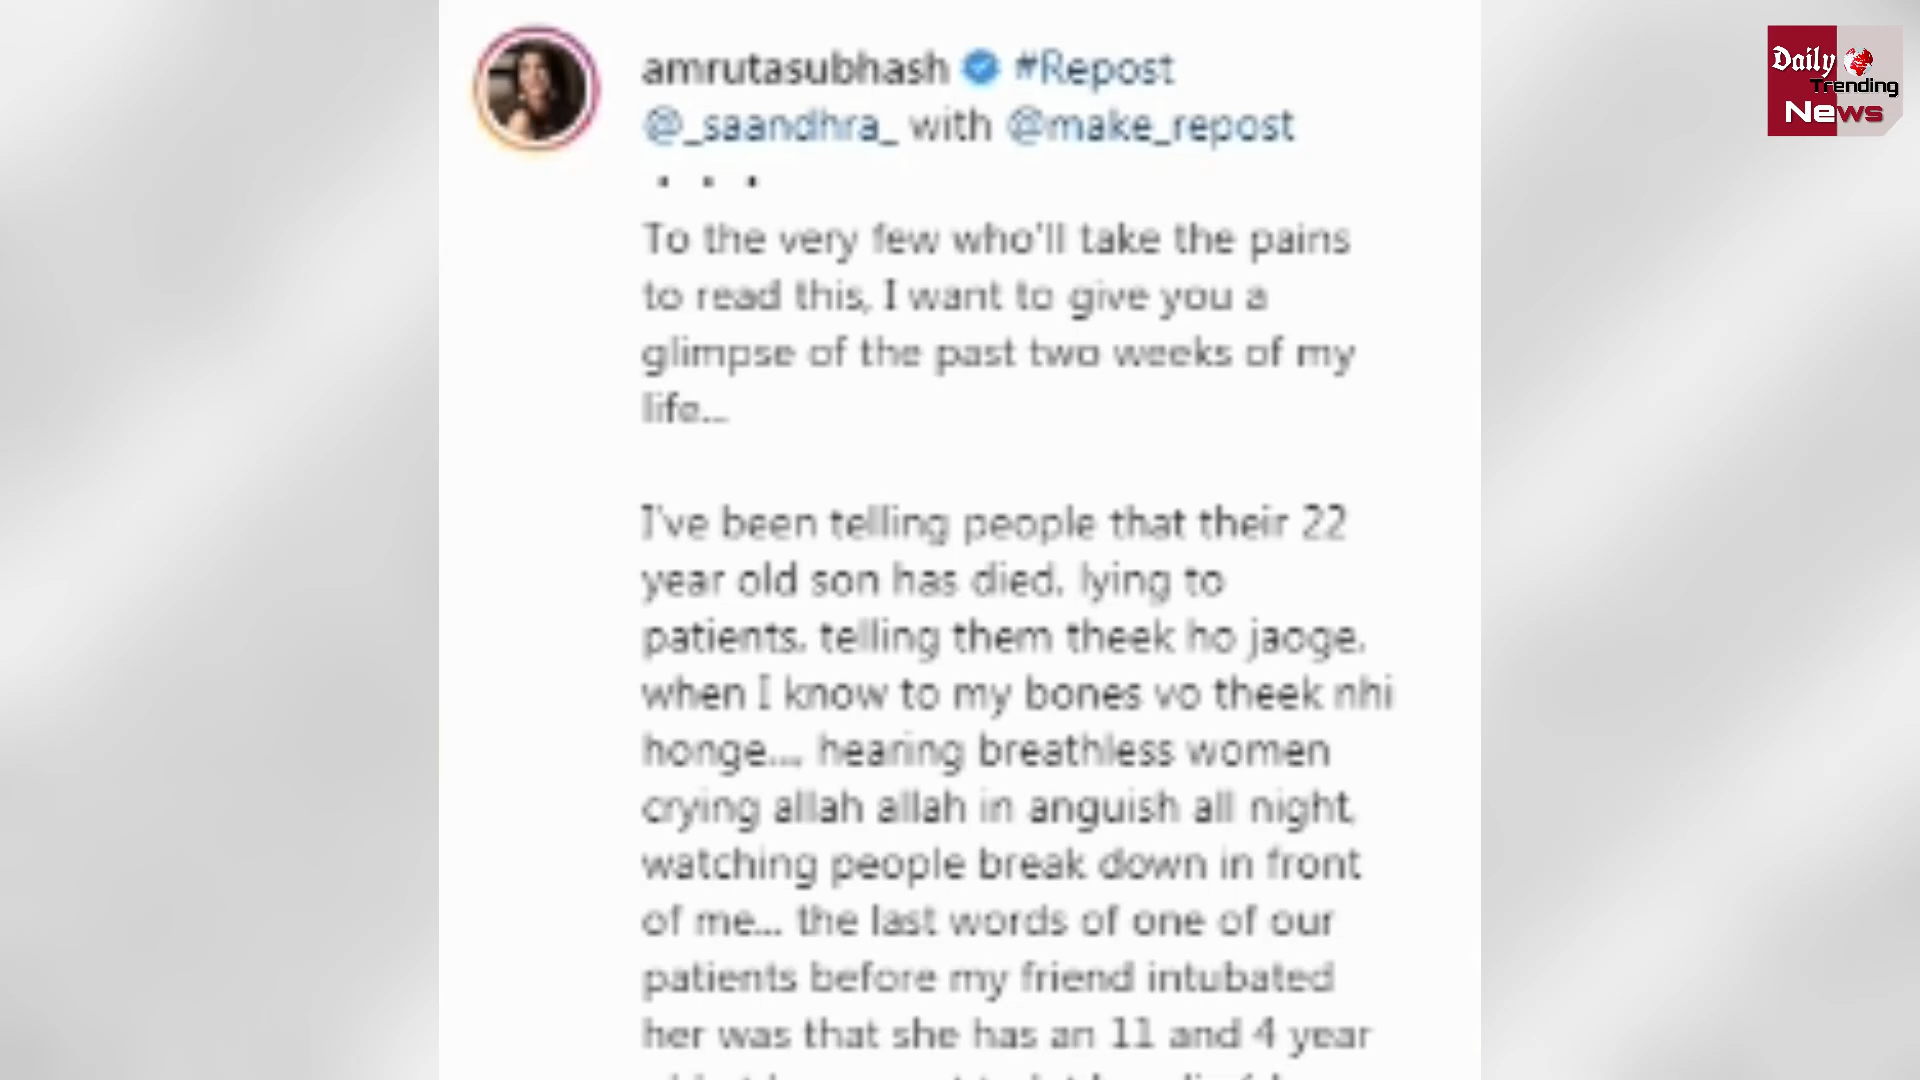 amrutasubhash #Repost
@_saandhra_ with @make_repost
• • •
To the very few who'll take the pains
to read this, I want to give you a
glimpse of the past two weeks of my
life...
I've been telling people that their 22
year old son has died, lying to
patients, telling them theek ho jaoge,
when I know to my bones vo theek nhi
honge..., hearing breathless women
crying allah allah in anguish all night,
watching people break down in front
of me... the last words of one of our
patients before my friend intubated
her was that she has an 11 and 4 year
Daily
Trending
News